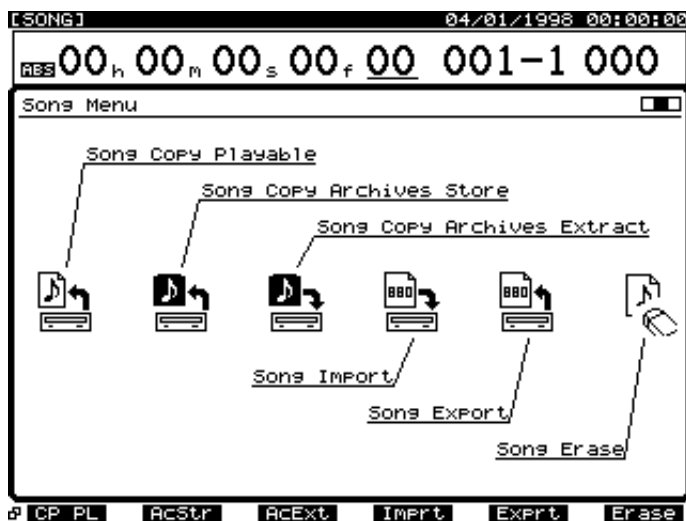 [SONG] 04/01/1998 00:00:00
ABS 00h 00m 00s 00f 00 001-1 000
Song Menu
Song Copy Playable
Song Copy Archives Store
Song Copy Archives Extract
880 880
Song Import
Song Export
Song Erase
CP PL AcStr AcExt Imprt Exprt Erase